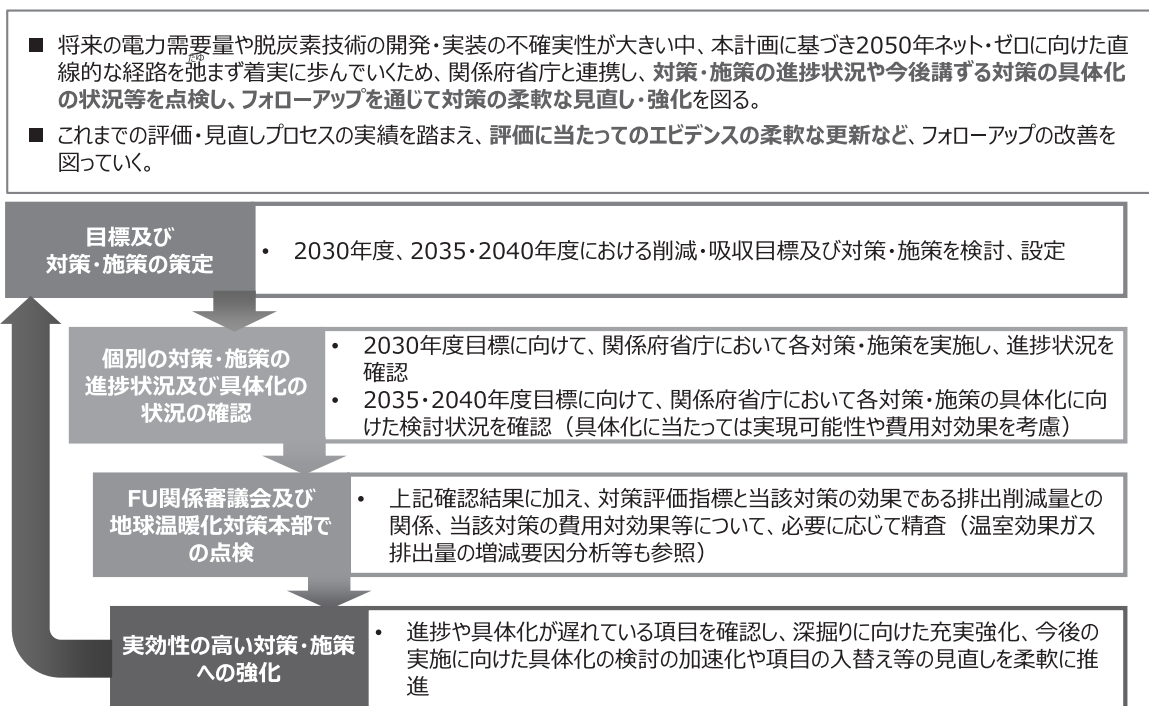 ■ 将来の電力需要量や脱炭素技術の開発・実装の不確実性が大きい中、本計画に基づき2050年ネット・ゼロに向けた直
線的な経路を弛まず着実に歩んでいくため、関係府省庁と連携し、対策・施策の進捗状況や今後講ずる対策の具体化
たゆ
の状況等を点検し、フォローアップを通じて対策の柔軟な見直し・強化を図る。
■ これまでの評価・見直しプロセスの実績を踏まえ、評価に当たってのエビデンスの柔軟な更新など、フォローアップの改善を
図っていく。
目標及び
対策・施策の策定
• 2030年度、2035・2040年度における削減・吸収目標及び対策・施策を検討、設定
個別の対策・施策の
進捗状況及び具体化の
状況の確認
• 2030年度目標に向けて、関係府省庁において各対策・施策を実施し、進捗状況を
確認
• 2035・2040年度目標に向けて、関係府省庁において各対策・施策の具体化に向
けた検討状況を確認（具体化に当たっては実現可能性や費用対効果を考慮）
FU関係審議会及び
地球温暖化対策本部で
の点検
• 上記確認結果に加え、対策評価指標と当該対策の効果である排出削減量との
関係、当該対策の費用対効果等について、必要に応じて精査（温室効果ガス
排出量の増減要因分析等も参照）
実効性の高い対策・施策
への強化
• 進捗や具体化が遅れている項目を確認し、深掘りに向けた充実強化、今後の
実施に向けた具体化の検討の加速化や項目の入替え等の見直しを柔軟に推
進